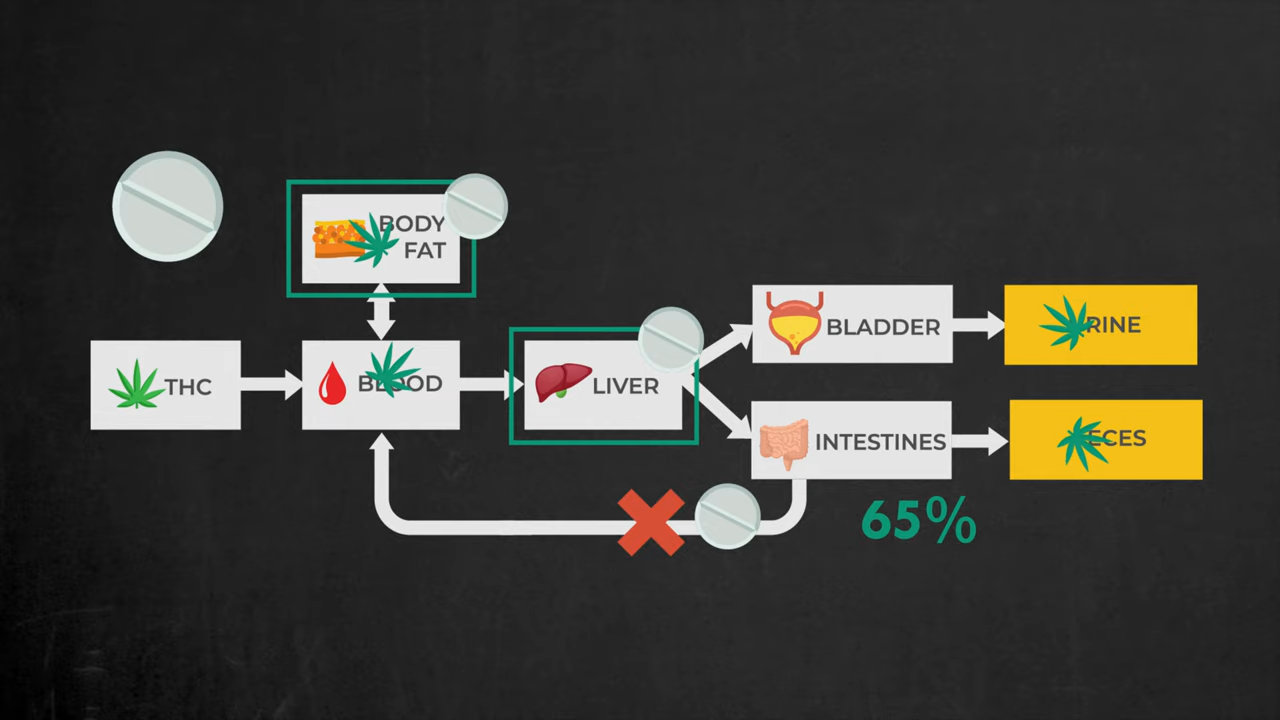 BODY
FAT
THC
BLOOD
LIVER
BLADDER
RINE
INTESTINES
ECES
65%